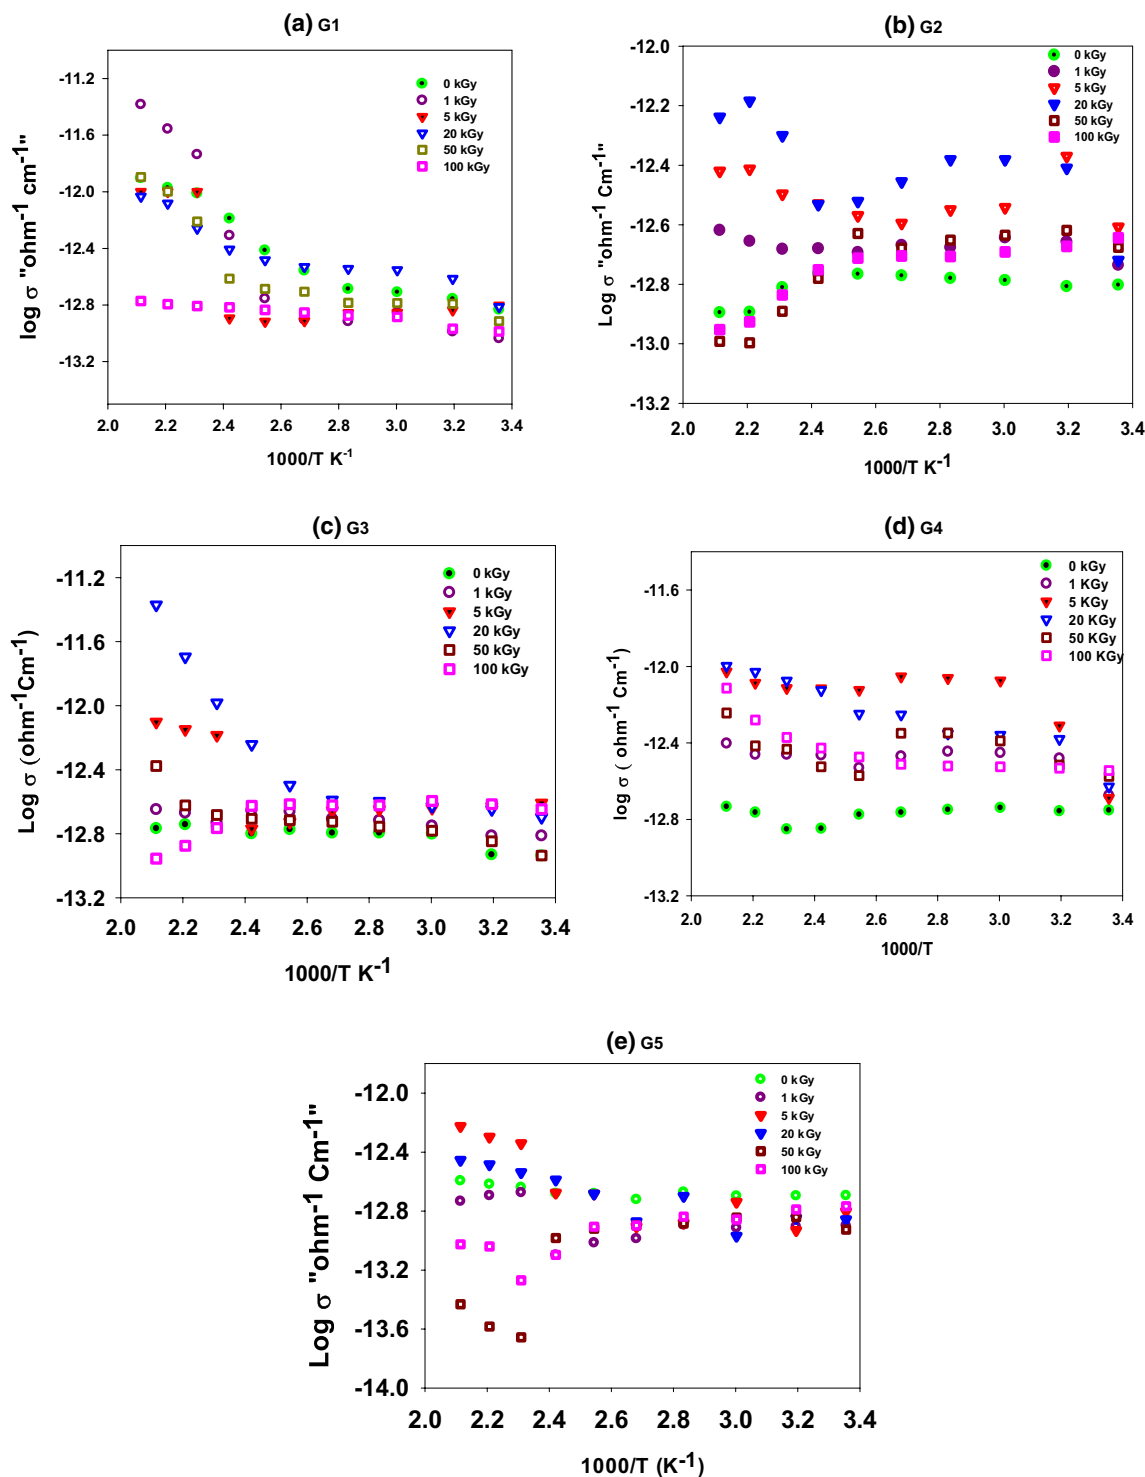 (a) G1
log σ "ohm-1 cm-1"
-11.2
-11.6
-12.0
-12.4
-12.8
-13.2
0 kGy
1 kGy
5 kGy
20 kGy
50 kGy
100 kGy
2.0 2.2 2.4 2.6 2.8 3.0 3.2 3.4
1000/T K-1
(b) G2
Log σ "ohm-1 Cm-1"
-12.0
-12.2
-12.4
-12.6
-12.8
-13.0
-13.2
0 kGy
1 kGy
5 kGy
20 kGy
50 kGy
100 kGy
2.0 2.2 2.4 2.6 2.8 3.0 3.2 3.4
1000/T K-1
(c) G3
Log σ (ohm-1Cm-1)
-11.2
-11.6
-12.0
-12.4
-12.8
-13.2
0 kGy
1 kGy
5 kGy
20 kGy
50 kGy
100 kGy
2.0 2.2 2.4 2.6 2.8 3.0 3.2 3.4
1000/T K-1
(d) G4
log σ ( ohm-1 Cm-1)
-11.6
-12.0
-12.4
-12.8
-13.2
0 kGy
1 KGy
5 KGy
20 KGy
50 KGy
100 KGy
2.0 2.2 2.4 2.6 2.8 3.0 3.2 3.4
1000/T
(e) G5
Log σ "ohm-1 Cm-1"
-12.0
-12.4
-12.8
-13.2
-13.6
-14.0
0 kGy
1 kGy
5 kGy
20 kGy
50 kGy
100 kGy
2.0 2.2 2.4 2.6 2.8 3.0 3.2 3.4
1000/T (K-1)